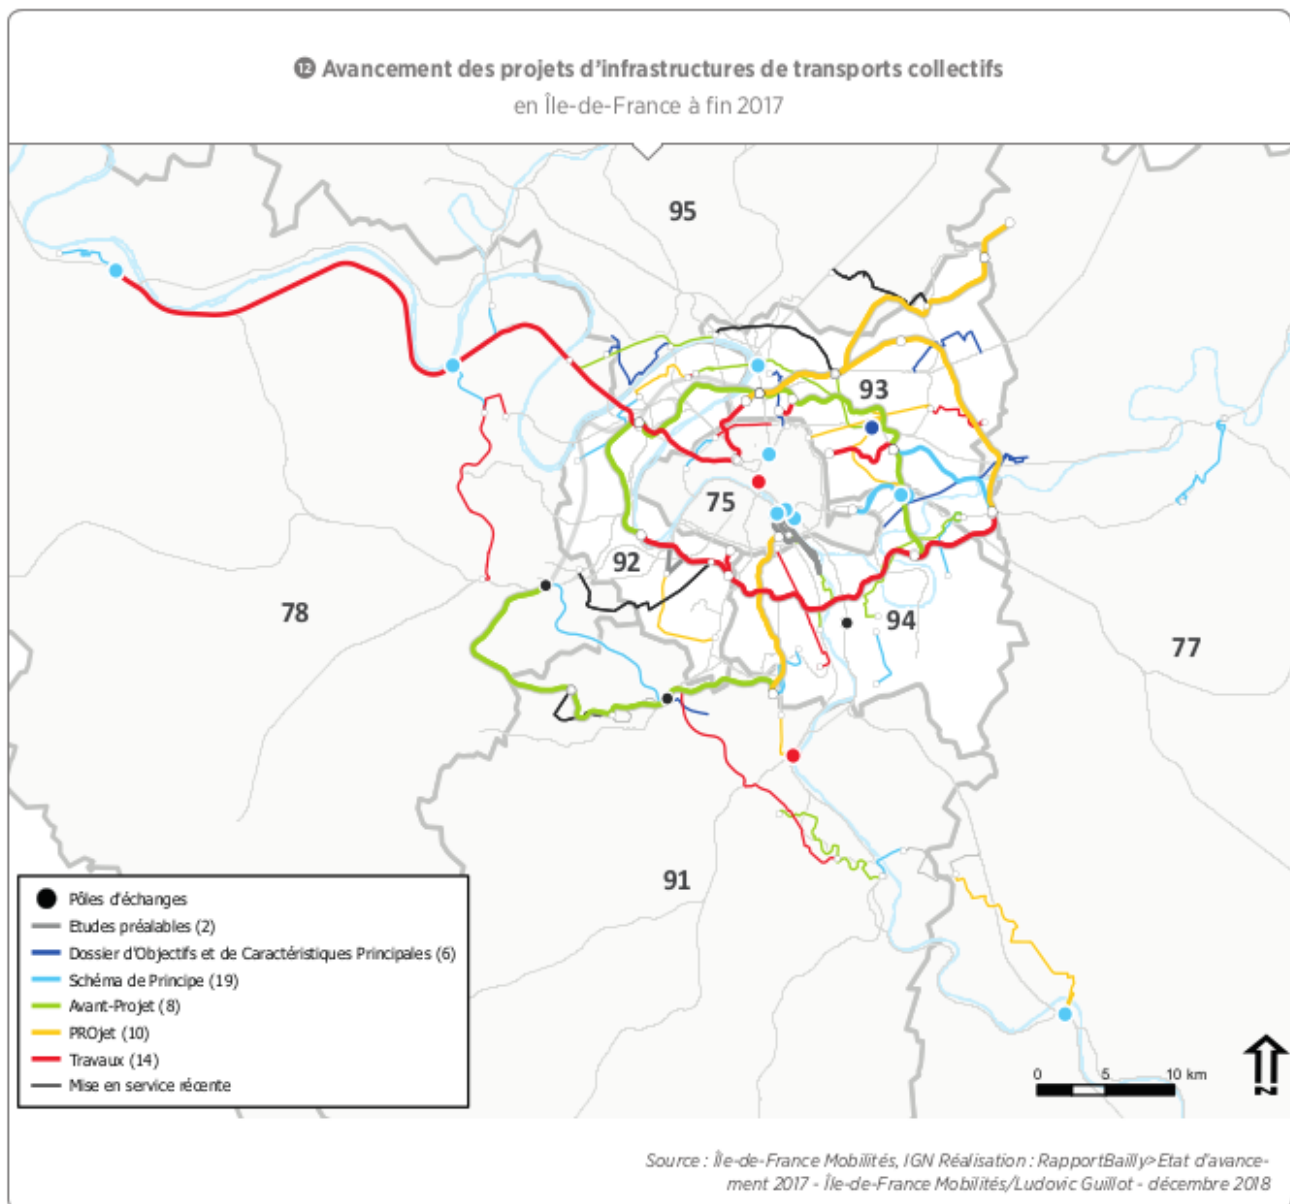 12 Avancement des projets d'infrastructures de transports collectifs
en Île-de-France à fin 2017
95
93
75
92
78
94
77
91
Pôles d'échanges
Etudes préalables (2)
Dossier d'Objectifs et de Caractéristiques Principales (6)
Schéma de Principe (19)
Avant-Projet (8)
PROjet (10)
Travaux (14)
Mise en service récente
0 5 10 km
N
Source : Île-de-France Mobilités, IGN Réalisation : RapportBailly>Etat d'avance-
ment 2017 - Île-de-France Mobilités/Ludovic Guillot - décembre 2018